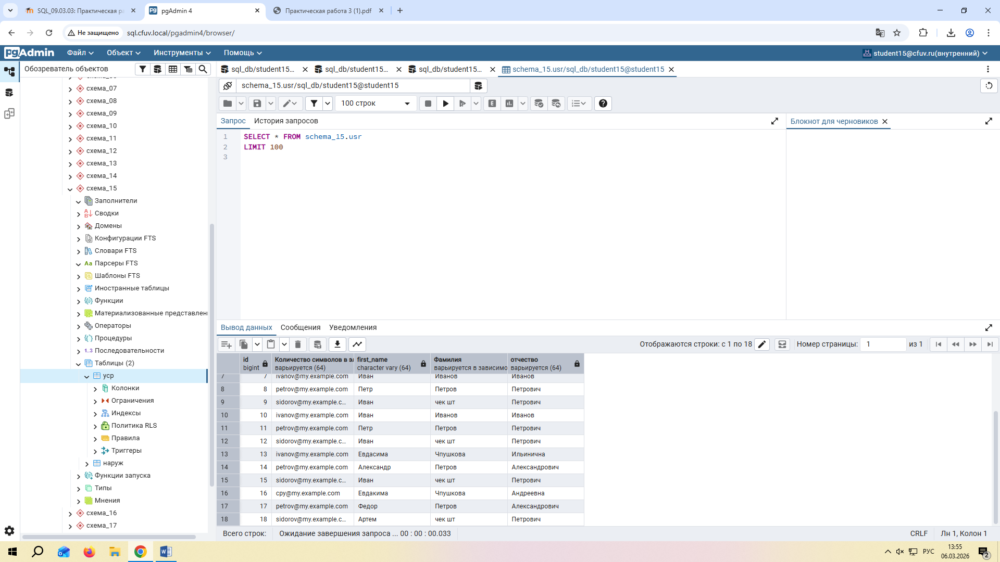 SQL_09.03.03: Практическая ра
pgAdmin 4
Практическая работа 3 (1).pdf
Не защищено
sql.cfuv.local/pgadmin4/browser/
pgAdmin
Файл
Объект
Инструменты
Помощь
student15@cfuv.ru(внутренний)
Обозреватель объектов
sql_db/student15...
sql_db/student15...
sql_db/student15...
schema_15.usr/sql_db/student15@student15
schema_15.usr/sql_db/student15@student15
100 строк
E
Запрос
История запросов
Блокнот для черновиков
1 SELECT * FROM schema_15.usr
2 LIMIT 100
3
схема_07
схема_08
схема_09
схема_10
схема_11
схема_12
схема_13
схема_14
схема_15
Заполнители
Сводки
Домены
Конфигурации FTS
Словари FTS
Aa Парсеры FTS
Шаблоны FTS
Иностранные таблицы
Функции
Материализованные представлен
Операторы
Процедуры
1..3 Последовательности
Таблицы (2)
уср
Колонки
Ограничения
Индексы
Политика RLS
Правила
Триггеры
наруж
Функции запуска
Типы
Мнения
схема_16
схема_17
Вывод данных
Сообщения
Уведомления
Отображаются строки: с 1 по 18
Номер страницы: 1 из 1
id bigint
Количество символов в эл варьируется (64)
first_name character vary (64)
Фамилия варьируется в зависимо
отчество варьируется (64)
7 7 ivanov@my.example.com Иван Иванов Иванов
8 8 petrov@my.example.com Петр Петров Петрович
9 9 sidorov@my.example.c... Иван чек шт Петрович
10 10 ivanov@my.example.com Иван Иванов Иванов
11 11 petrov@my.example.com Петр Петров Петрович
12 12 sidorov@my.example.c... Иван чек шт Петрович
13 13 ivanov@my.example.com Евдасима Чпушкова Ильинична
14 14 petrov@my.example.com Александр Петров Александрович
15 15 sidorov@my.example.c... Иван чек шт Петрович
16 16 cpy@my.example.com Евдакима Чпушкова Андреевна
17 17 petrov@my.example.com Федор Петров Александрович
18 18 sidorov@my.example.c... Артем чек шт Петрович
Всего строк:
Ожидание завершения запроса ... 00 : 00 : 00.033
CRLF
Лн 1, Колон 1
РУС
13:55
06.03.2026
2